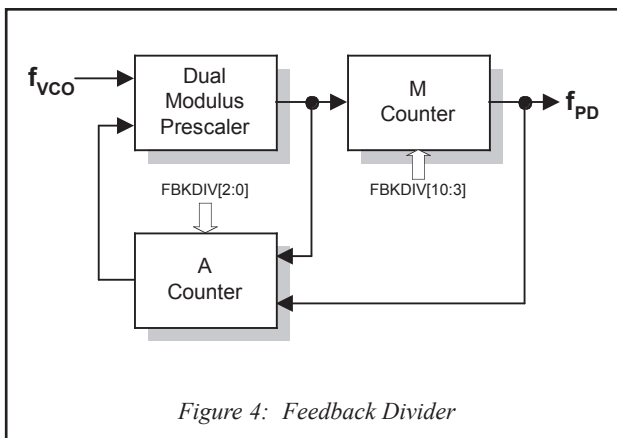 f_VCO
Dual
Modulus
Prescaler
M
Counter
f_PD
FBKDIV[2:0]
FBKDIV[10:3]
A
Counter
Figure 4: Feedback Divider